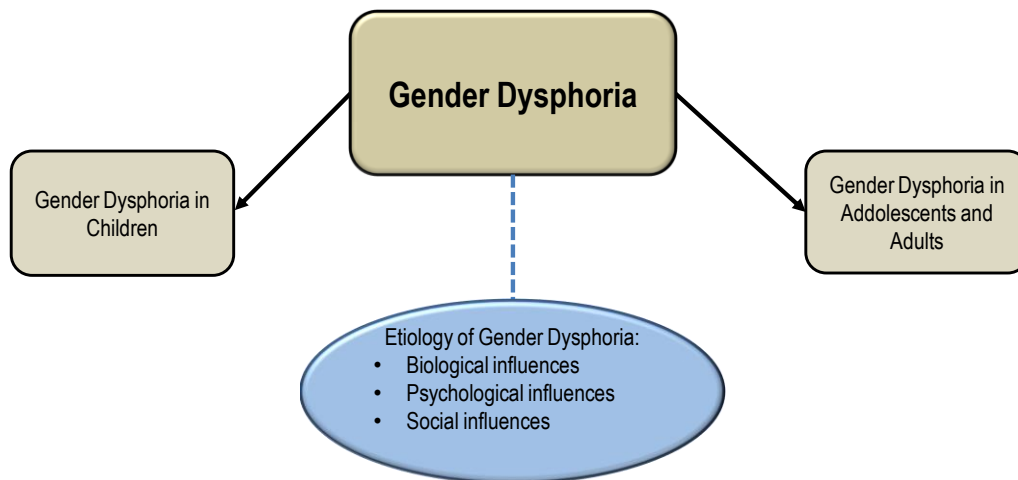 Gender Dysphoria
Gender Dysphoria in
Children
Gender Dysphoria in
Addolescents and
Adults
Etiology of Gender Dysphoria:
• Biological influences
• Psychological influences
• Social influences